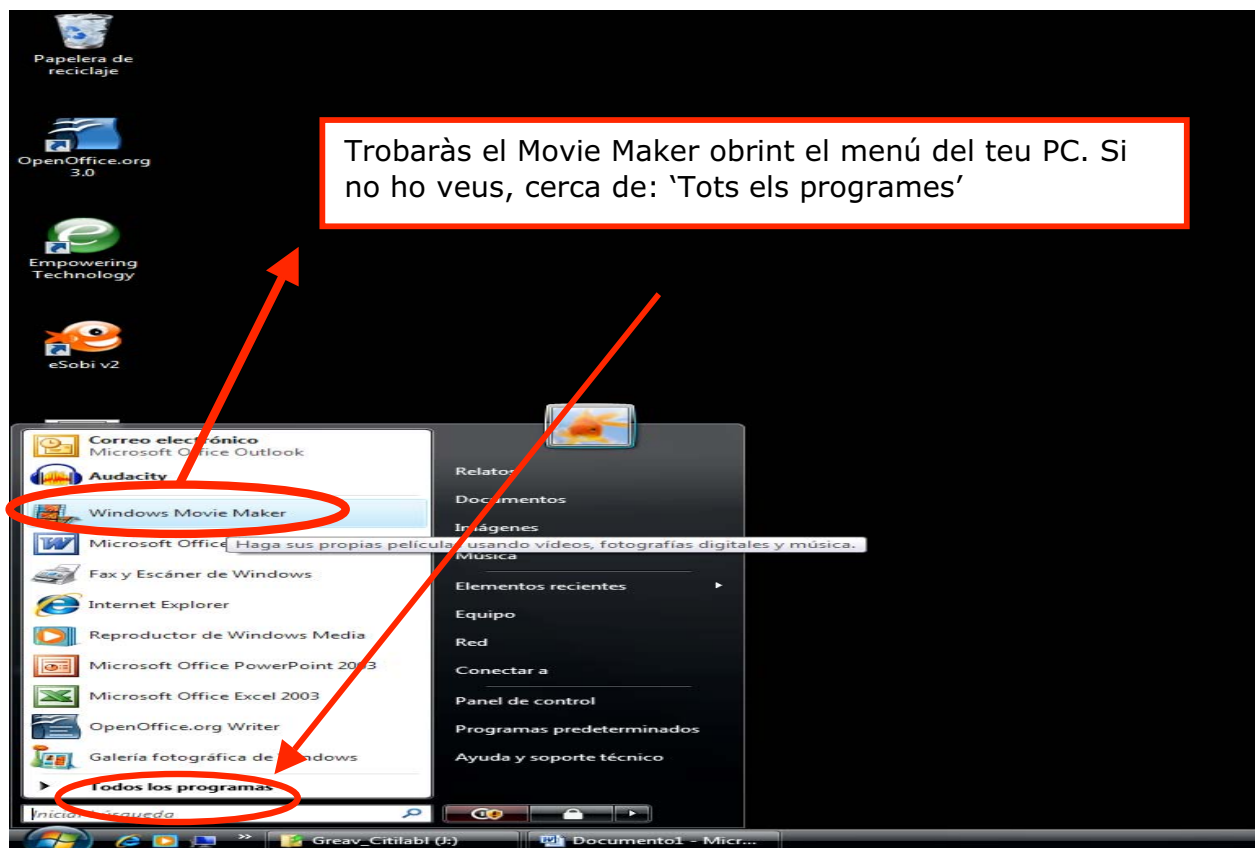 Papelera de
reciclaje
OpenOffice.org
3.0
Trobaràs el Movie Maker obrint el menú del teu PC. Si
no ho veus, cerca de: ‘Tots els programes’
Empowering
Technology
eSobi v2
Correo electrónico
Microsoft Office Outlook
Audacity
Windows Movie Maker
Microsoft Office
Haga sus propias películas usando vídeos, fotografías digitales y música.
Fax y Escáner de Windows
Internet Explorer
Reproductor de Windows Media
Microsoft Office PowerPoint 2003
Microsoft Office Excel 2003
OpenOffice.org Writer
Galería fotográfica de Windows
Todos los programas
Iniciar búsqueda
Relatos
Documentos
Imágenes
Música
Elementos recientes
Equipo
Red
Conectar a
Panel de control
Programas predeterminados
Ayuda y soporte técnico
Greav_Citilabl (J:)
Documento1 - Micr...